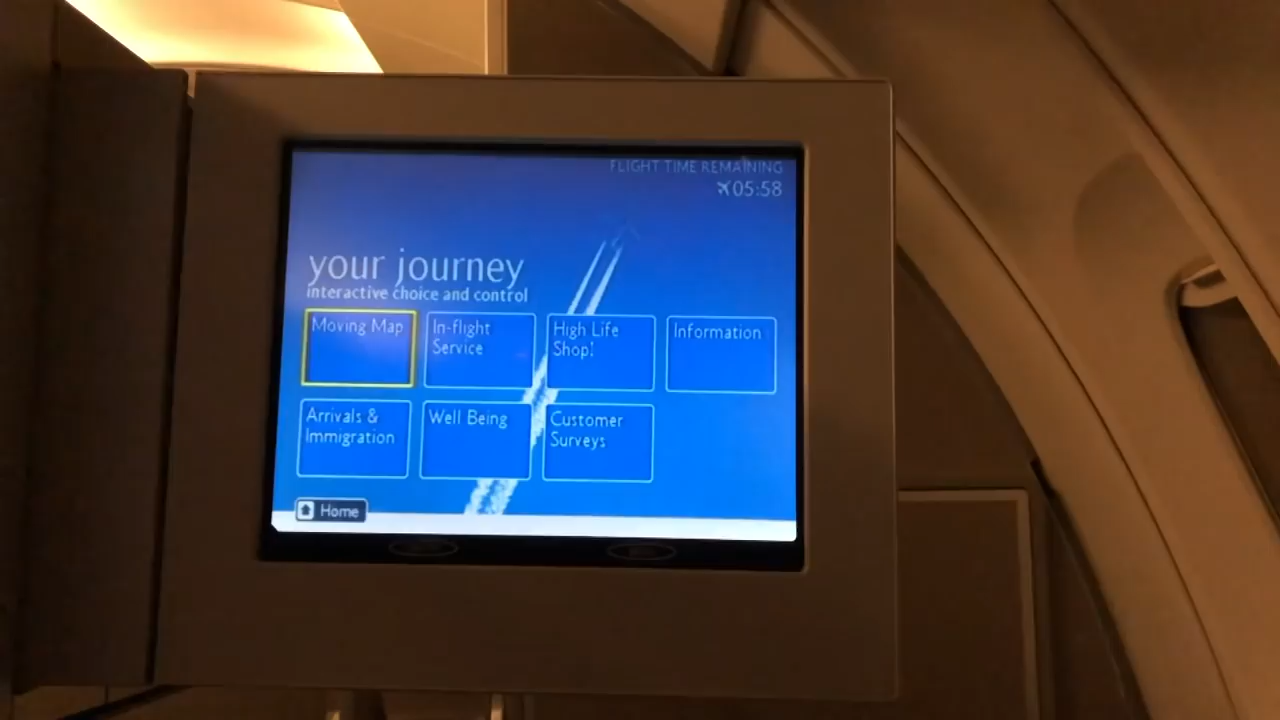 FLIGHT TIME REMAINING
05:58
your journey
interactive choice and control
Moving Map
In-flight
Service
High Life
Shop!
Information
Arrivals &
Immigration
Well Being
Customer
Surveys
Home